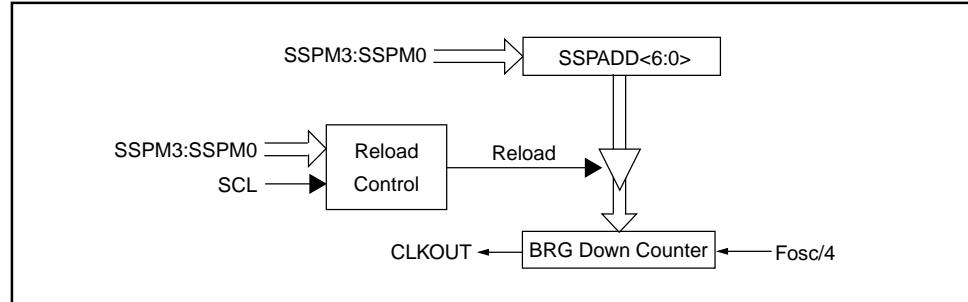 SSPM3:SSPM0
SSPADD<6:0>
SSPM3:SSPM0
SCL
Reload
Control
Reload
CLKOUT
BRG Down Counter
Fosc/4